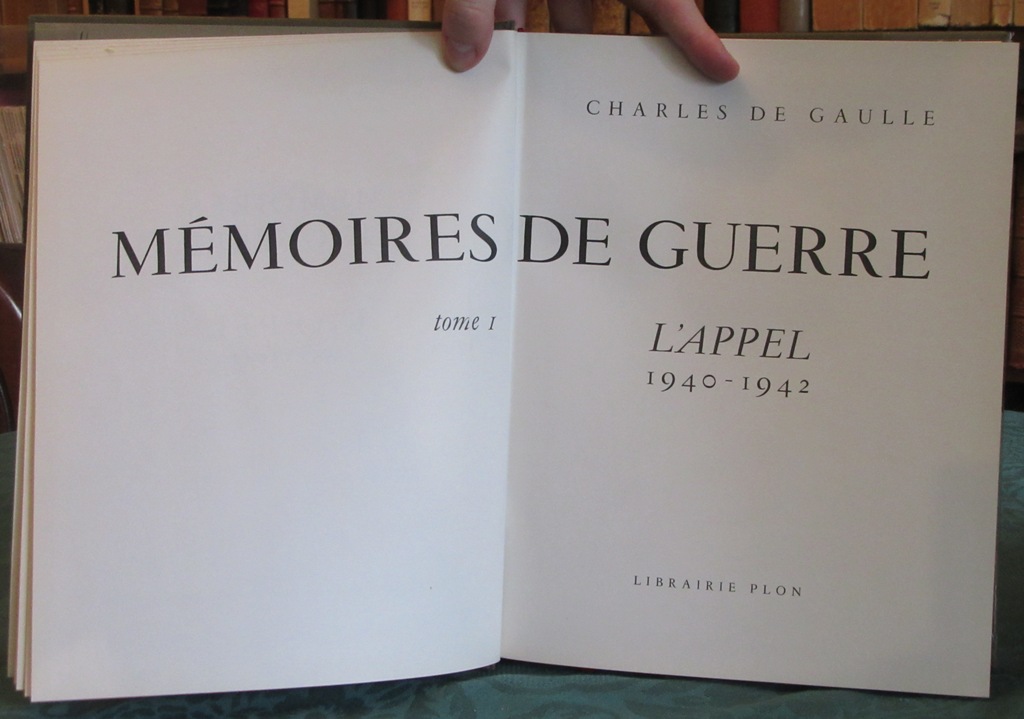 CHARLES DE GAULLE
MÉMOIRES DE GUERRE
tome I
L'APPEL
1940-1942
LIBRAIRIE PLON